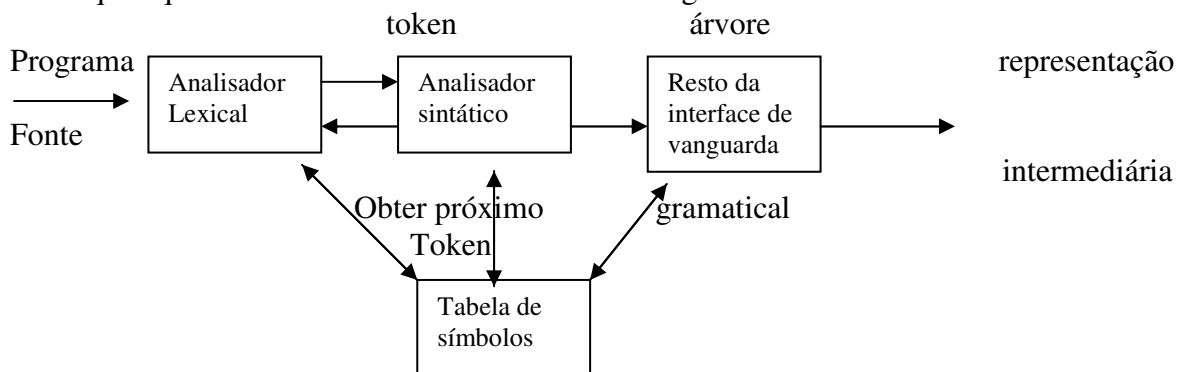 token
árvore
Programa
Fonte
Analisador
Lexical
Analisador
sintático
Resto da
interface de
vanguarda
representação
intermediária
Obter próximo
Token
gramatical
Tabela de
símbolos